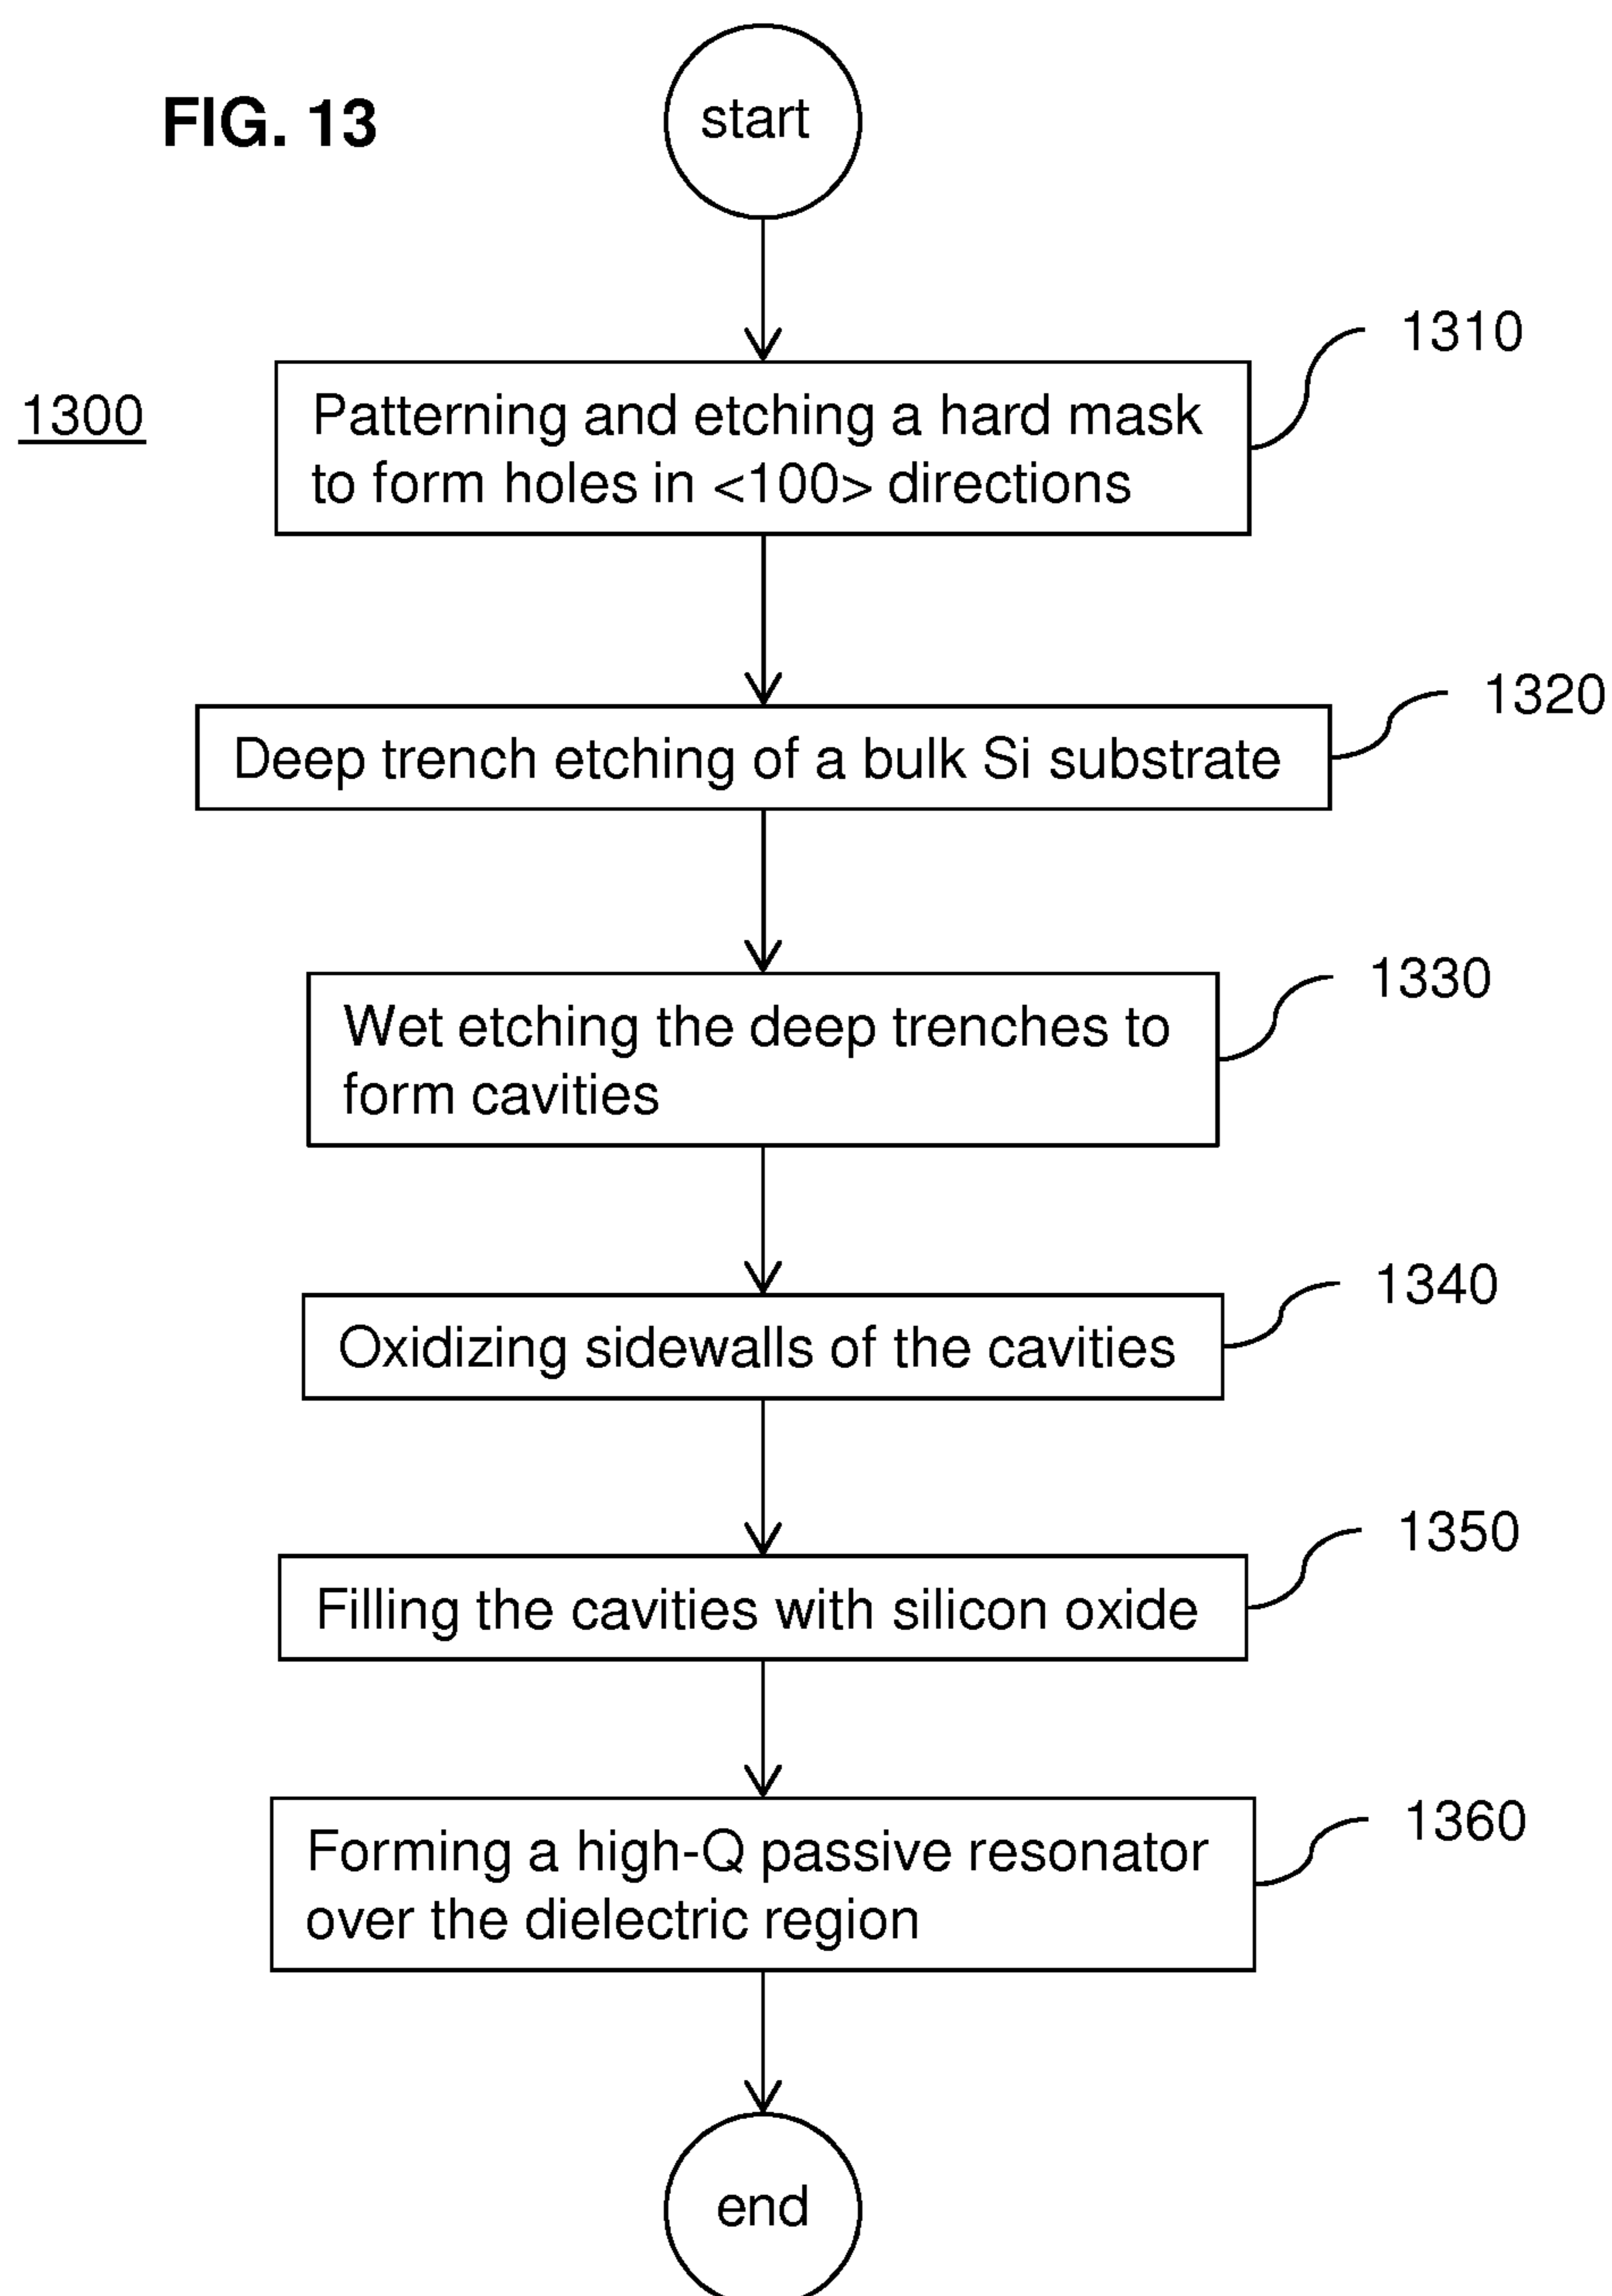 FIG. 13
start
1300
1310
Patterning and etching a hard mask
to form holes in <100> directions
1320
Deep trench etching of a bulk Si substrate
1330
Wet etching the deep trenches to
form cavities
1340
Oxidizing sidewalls of the cavities
1350
Filling the cavities with silicon oxide
1360
Forming a high-Q passive resonator
over the dielectric region
end